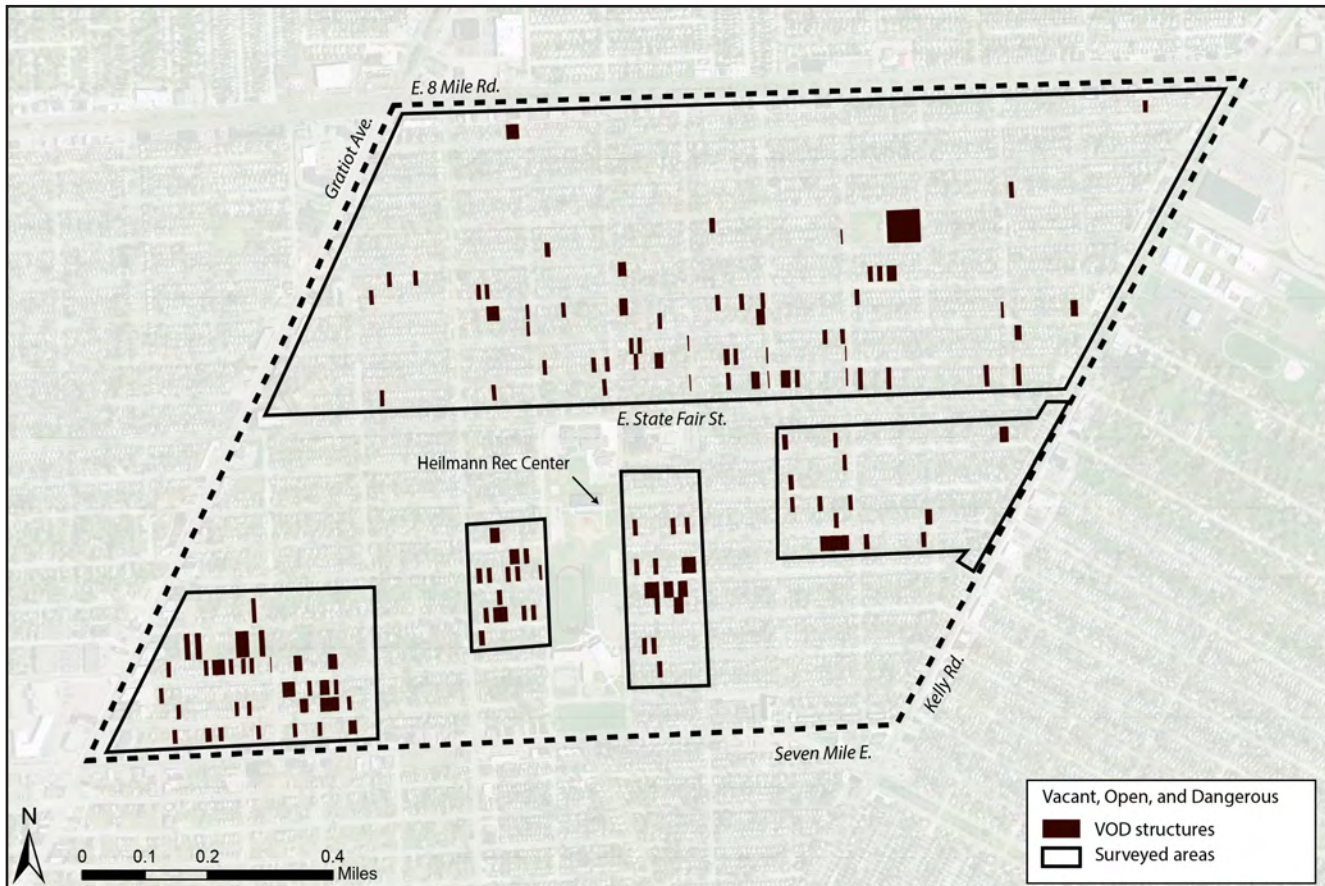 E. 8 Mile Rd.
Gratiot Ave.
E. State Fair St.
Heilmann Rec Center
Kelly Rd.
Seven Mile E.
N
0 0.1 0.2 0.4
Miles
Vacant, Open, and Dangerous
VOD structures
Surveyed areas